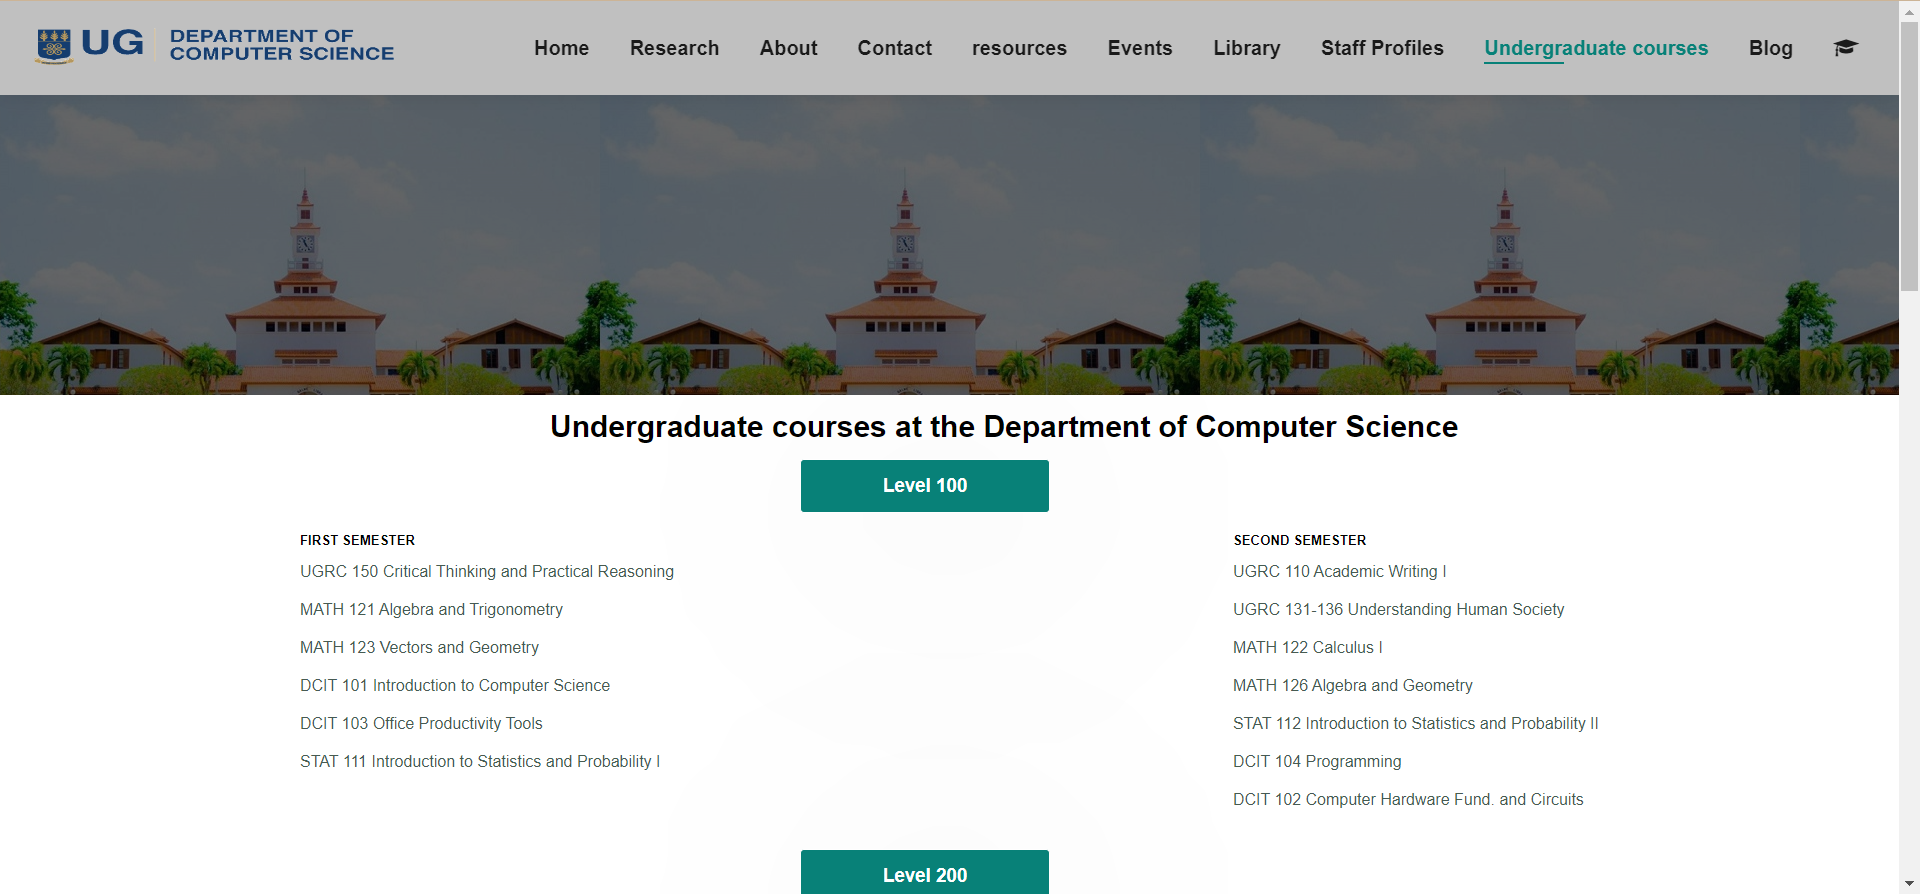 UG DEPARTMENT OF
COMPUTER SCIENCE
Home Research About Contact resources Events Library Staff Profiles Undergraduate courses Blog
Undergraduate courses at the Department of Computer Science
Level 100
FIRST SEMESTER
UGRC 150 Critical Thinking and Practical Reasoning
MATH 121 Algebra and Trigonometry
MATH 123 Vectors and Geometry
DCIT 101 Introduction to Computer Science
DCIT 103 Office Productivity Tools
STAT 111 Introduction to Statistics and Probability I
SECOND SEMESTER
UGRC 110 Academic Writing I
UGRC 131-136 Understanding Human Society
MATH 122 Calculus I
MATH 126 Algebra and Geometry
STAT 112 Introduction to Statistics and Probability II
DCIT 104 Programming
DCIT 102 Computer Hardware Fund. and Circuits
Level 200